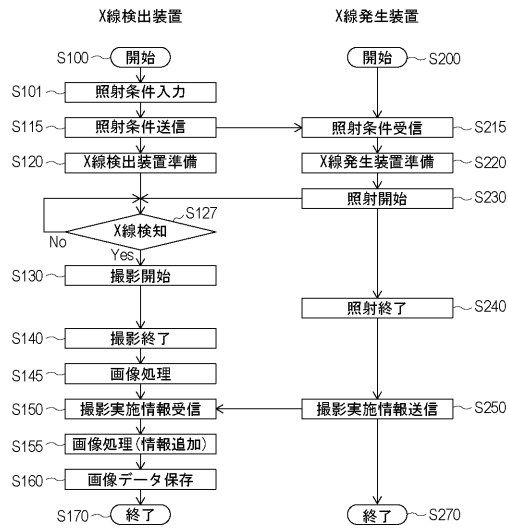 X線検出装置
X線発生装置
S100
開始
開始
S200
S101
照射条件入力
S115
照射条件送信
照射条件受信
S215
S120
X線検出装置準備
X線発生装置準備
S220
照射開始
S230
S127
X線検知
No
Yes
S130
撮影開始
照射終了
S240
S140
撮影終了
S145
画像処理
S150
撮影実施情報受信
撮影実施情報送信
S250
S155
画像処理(情報追加)
S160
画像データ保存
S170
終了
終了
S270